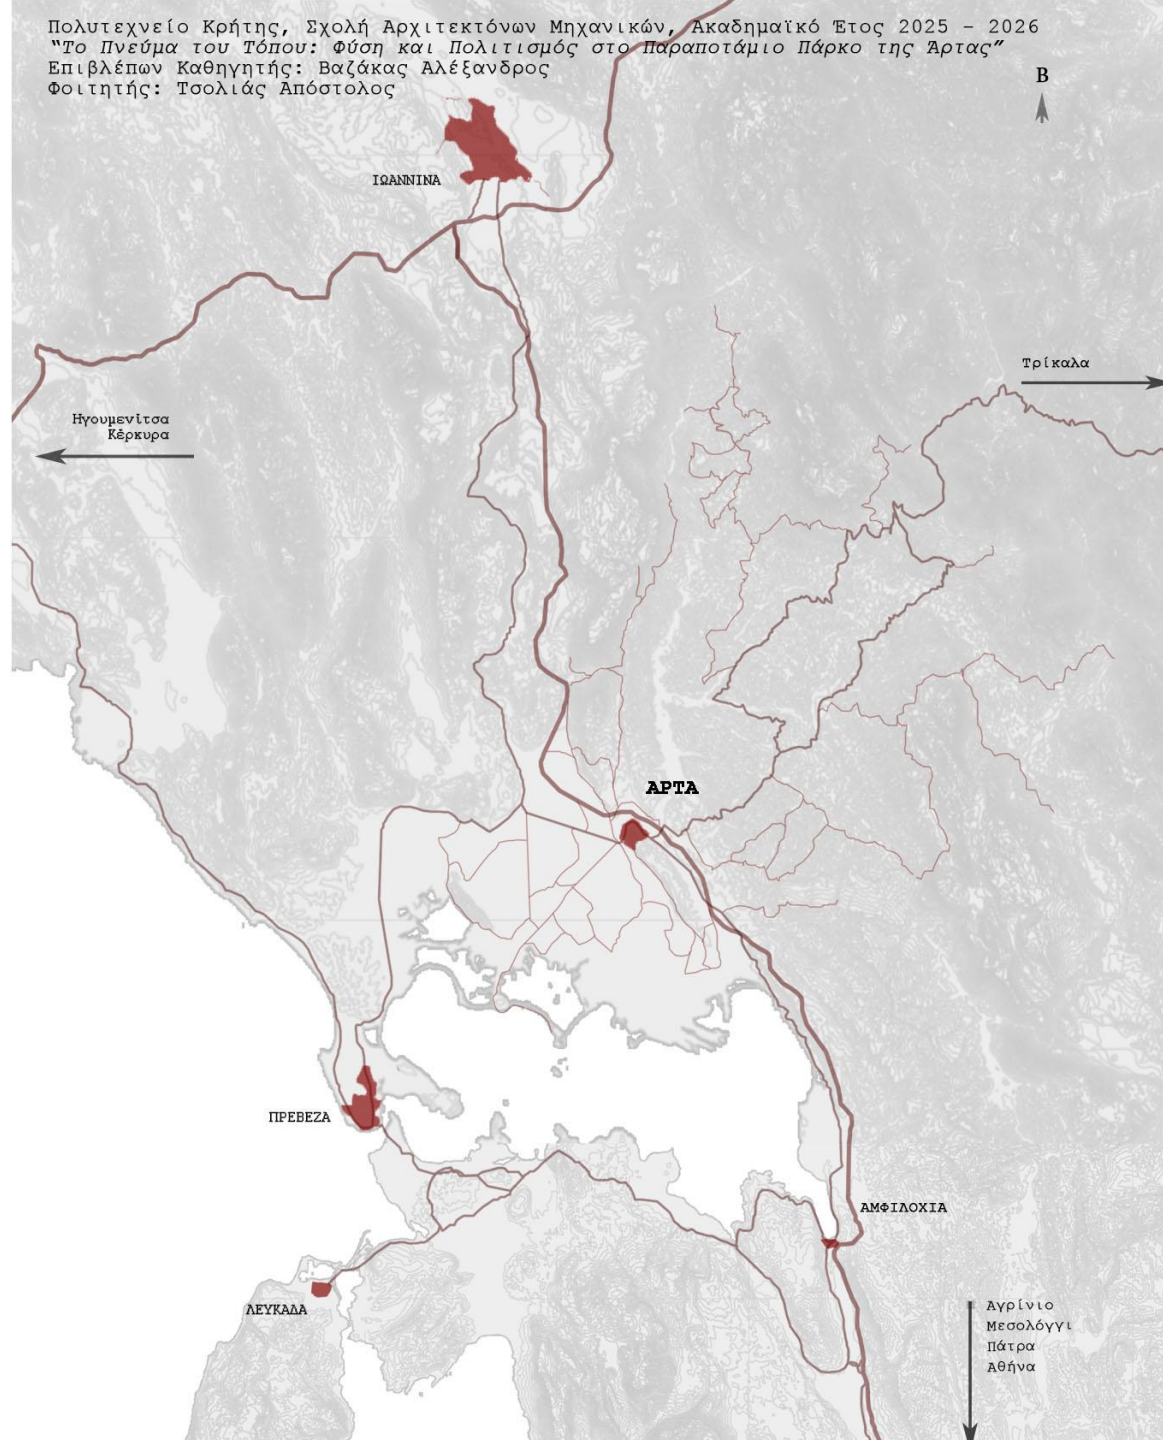 Πολυτεχνείο Κρήτης, Σχολή Αρχιτεκτόνων Μηχανικών, Ακαδημαϊκό Έτος 2025 - 2026
“Το Πνεύμα του Τόπου: Φύση και Πολιτισμός στο Παραποτάμιο Πάρκο της Άρτας”
Επιβλέπων Καθηγητής: Βαζάκας Αλέξανδρος
Φοιτητής: Τσολιάς Απόστολος
Β
ΙΩΑΝΝΙΝΑ
Τρίκαλα
Ηγουμενίτσα
Κέρκυρα
ΑΡΤΑ
ΠΡΕΒΕΖΑ
ΑΜΦΙΛΟΧΙΑ
ΛΕΥΚΑΔΑ
Αγρίνιο
Μεσολόγγι
Πάτρα
Αθήνα